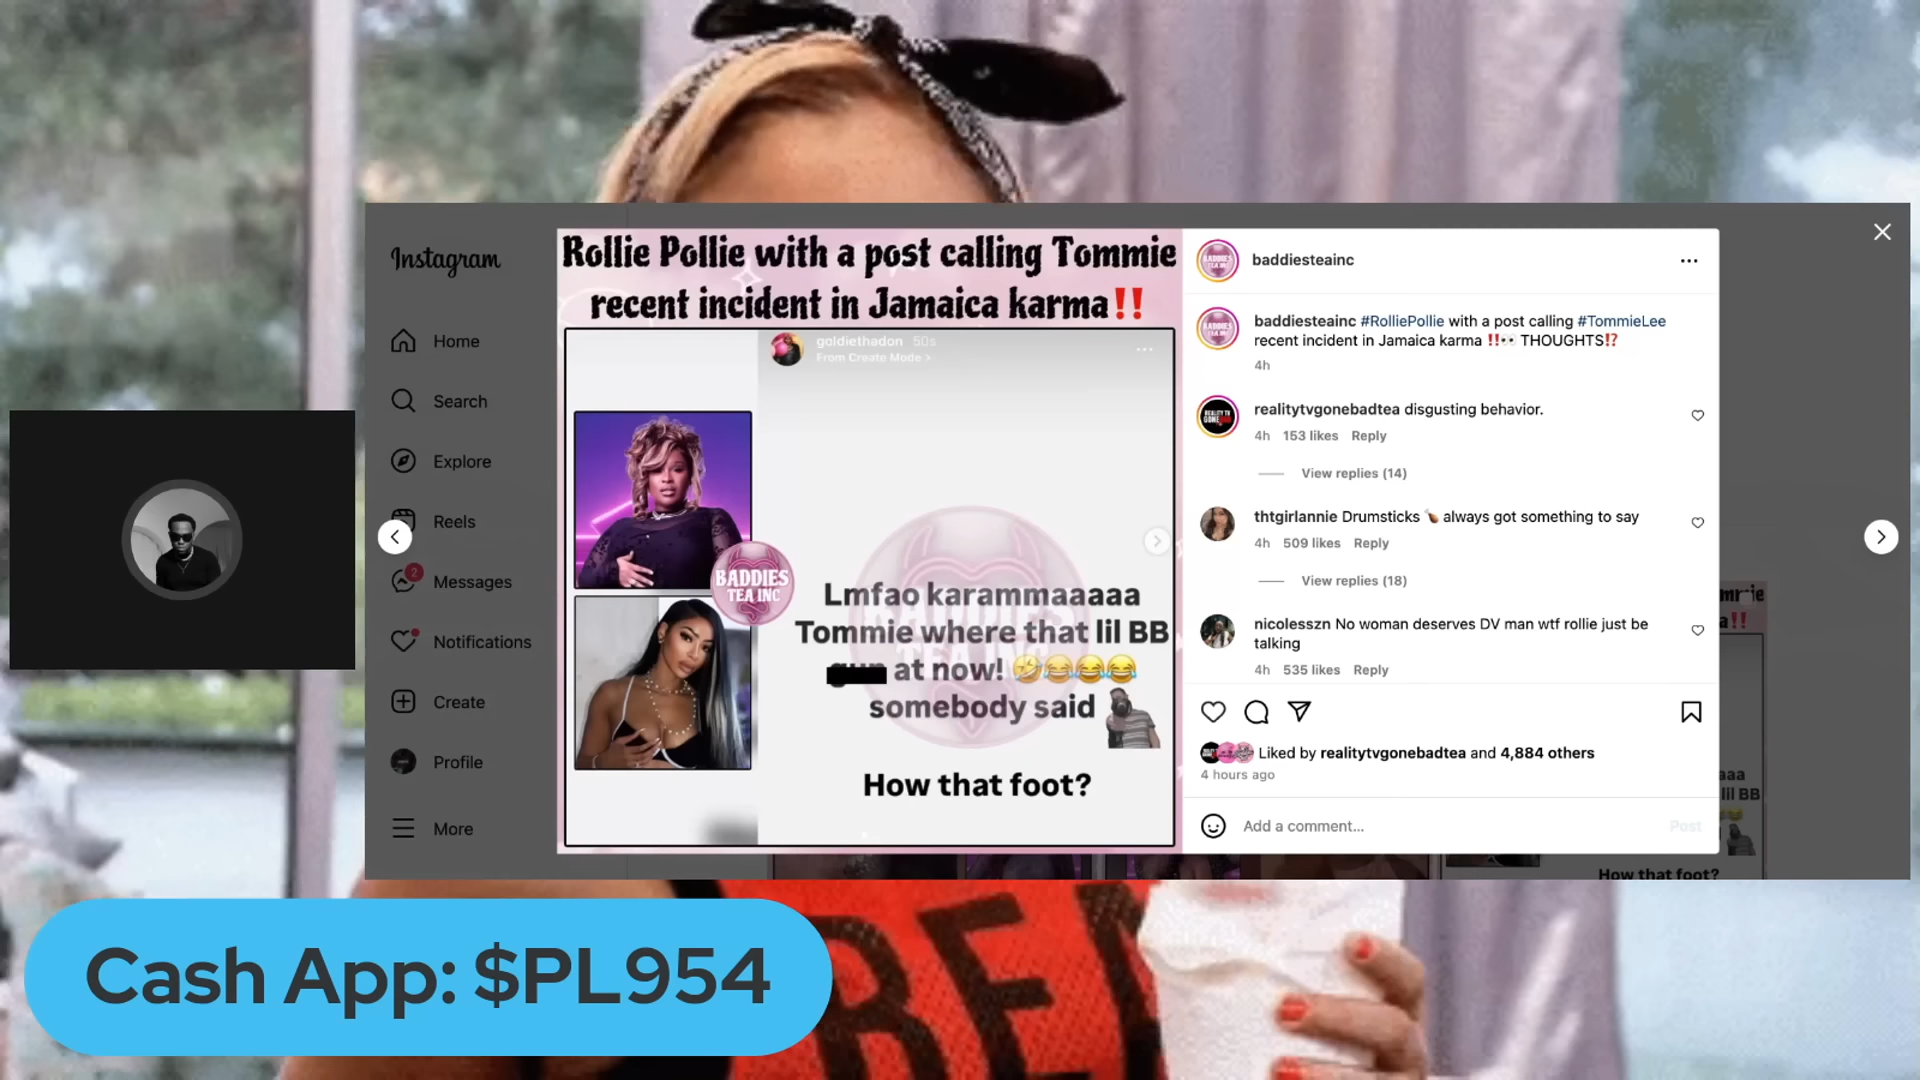 Instagram
Home
Search
Explore
Reels
2
Messages
Notifications
Create
Profile
More
Rollie Pollie with a post calling Tommie
recent incident in Jamaica karma‼️
goldiethadon 50s
From Create Mode >
BADDIES
TEA INC
Lmfao karammaaaaa
Tommie where that lil BB
at now! 🤣😂😂😂
somebody said
How that foot?
baddiesteainc
baddiesteainc #RolliePollie with a post calling #TommieLee
recent incident in Jamaica karma ‼️👀 THOUGHTS⁉️
4h
realitytvgonebadtea disgusting behavior.
4h 153 likes Reply
View replies (14)
thtgirlannie Drumsticks 🍗 always got something to say
4h 509 likes Reply
View replies (18)
nicolesszn No woman deserves DV man wtf rollie just be
talking
4h 535 likes Reply
Liked by realitytvgonebadtea and 4,884 others
4 hours ago
Add a comment...
Post
lil BB
How that foot?
Cash App: $PL954